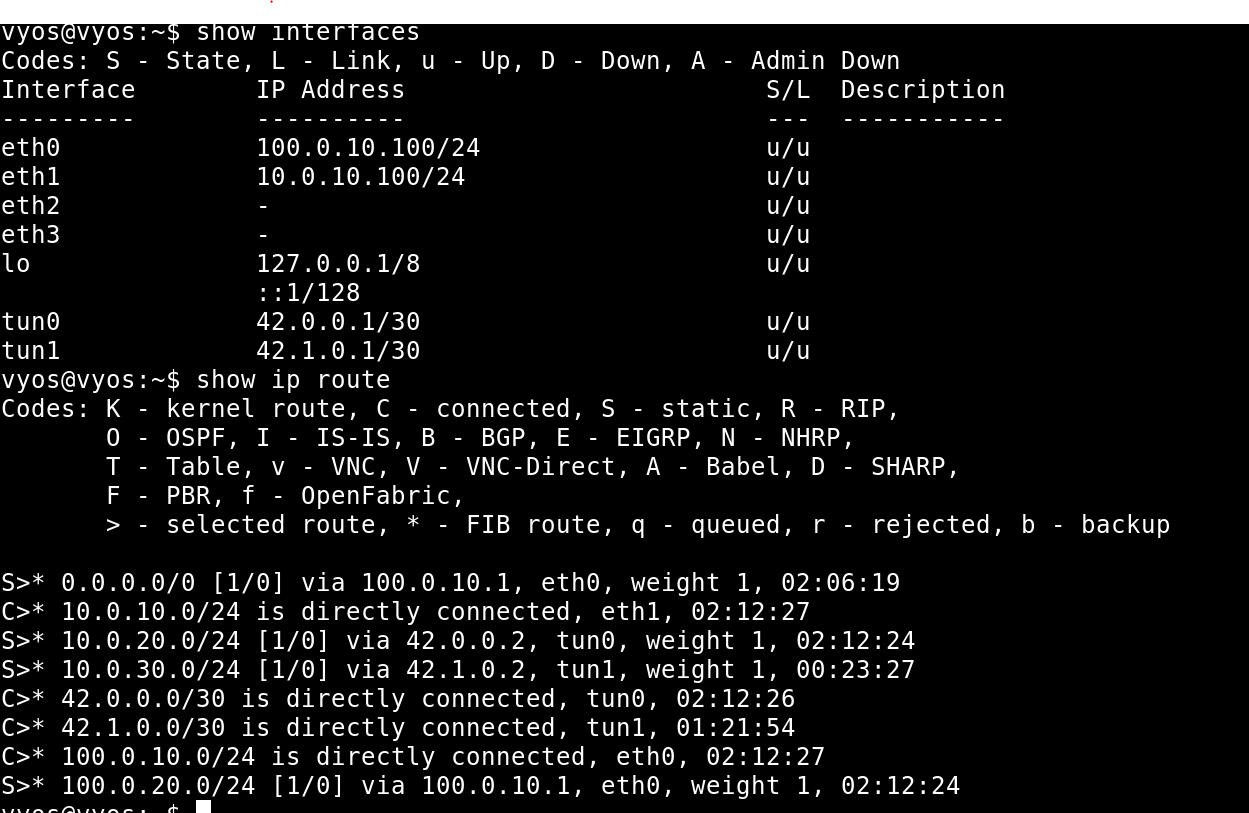 vyos@vyos:~$ show interfaces
Codes: S - State, L - Link, u - Up, D - Down, A - Admin Down
Interface        IP Address                        S/L  Description
---------        ----------                        ---  -----------
eth0             100.0.10.100/24                   u/u
eth1             10.0.10.100/24                    u/u
eth2             -                                 u/u
eth3             -                                 u/u
lo               127.0.0.1/8                       u/u
                 ::1/128
tun0             42.0.0.1/30                       u/u
tun1             42.1.0.1/30                       u/u
vyos@vyos:~$ show ip route
Codes: K - kernel route, C - connected, S - static, R - RIP,
       O - OSPF, I - IS-IS, B - BGP, E - EIGRP, N - NHRP,
       T - Table, v - VNC, V - VNC-Direct, A - Babel, D - SHARP,
       F - PBR, f - OpenFabric,
       > - selected route, * - FIB route, q - queued, r - rejected, b - backup

S>* 0.0.0.0/0 [1/0] via 100.0.10.1, eth0, weight 1, 02:06:19
C>* 10.0.10.0/24 is directly connected, eth1, 02:12:27
S>* 10.0.20.0/24 [1/0] via 42.0.0.2, tun0, weight 1, 02:12:24
S>* 10.0.30.0/24 [1/0] via 42.1.0.2, tun1, weight 1, 00:23:27
C>* 42.0.0.0/30 is directly connected, tun0, 02:12:26
C>* 42.1.0.0/30 is directly connected, tun1, 01:21:54
C>* 100.0.10.0/24 is directly connected, eth0, 02:12:27
S>* 100.0.20.0/24 [1/0] via 100.0.10.1, eth0, weight 1, 02:12:24
vyos@vyos:~$